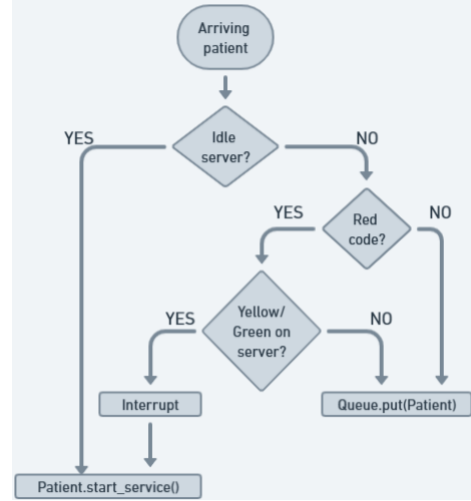 Arriving
patient
Idle
server?
YES
NO
Red
code?
YES
NO
Yellow/
Green on
server?
YES
NO
Interrupt
Queue.put(Patient)
Patient.start_service()